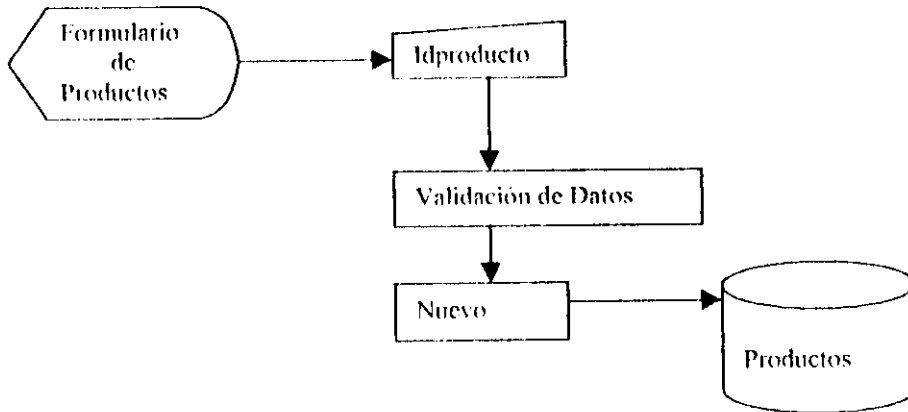 Formulario
de
Productos
Idproducto
Validación de Datos
Nuevo
Productos